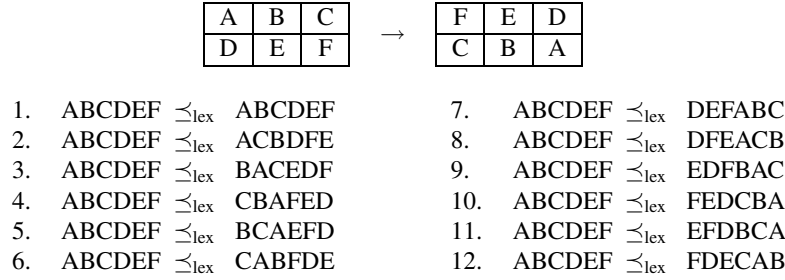 A B C F E D
D E F → C B A
1. ABCDEF ⪯lex ABCDEF
2. ABCDEF ⪯lex ACBDFE
3. ABCDEF ⪯lex BACEDF
4. ABCDEF ⪯lex CBAFED
5. ABCDEF ⪯lex BCAEFD
6. ABCDEF ⪯lex CABFDE
7. ABCDEF ⪯lex DEFABC
8. ABCDEF ⪯lex DFEACB
9. ABCDEF ⪯lex EDFBAC
10. ABCDEF ⪯lex FEDCBA
11. ABCDEF ⪯lex EFDBCA
12. ABCDEF ⪯lex FDECAB